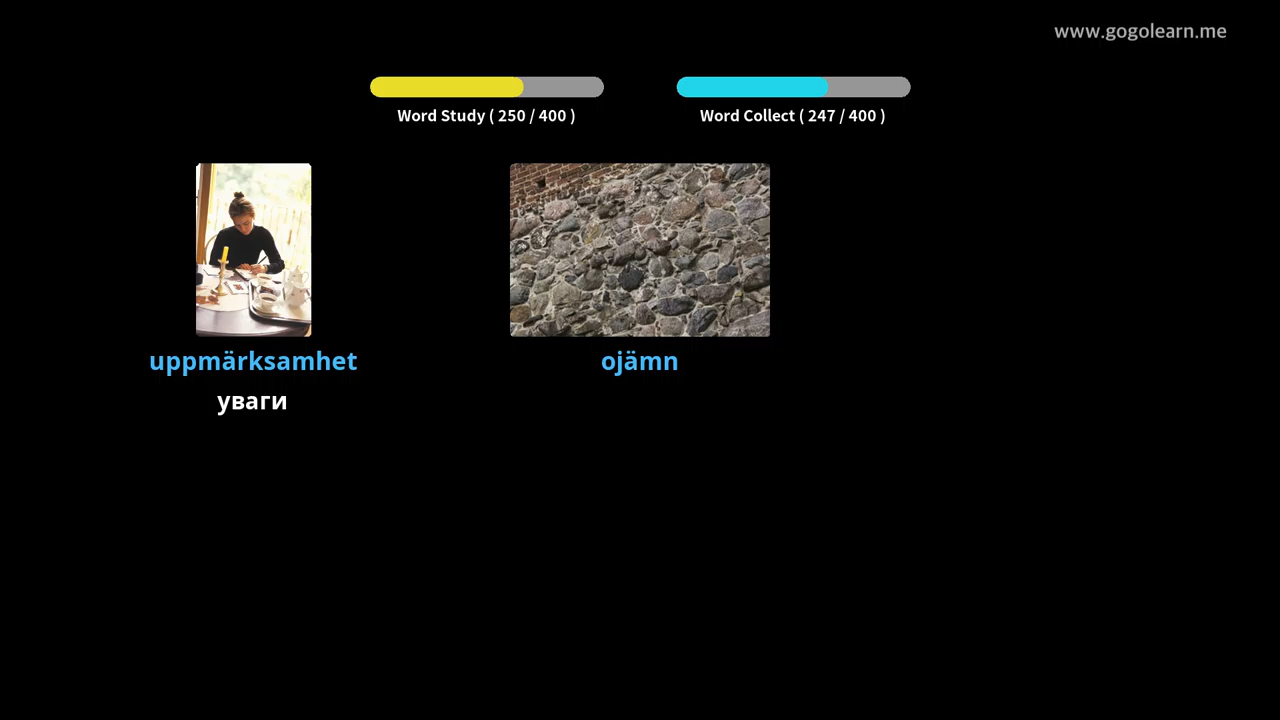 www.gogolearn.me
Word Study ( 250 / 400 )
Word Collect ( 247 / 400 )
uppmärksamhet
уваги
ojämn